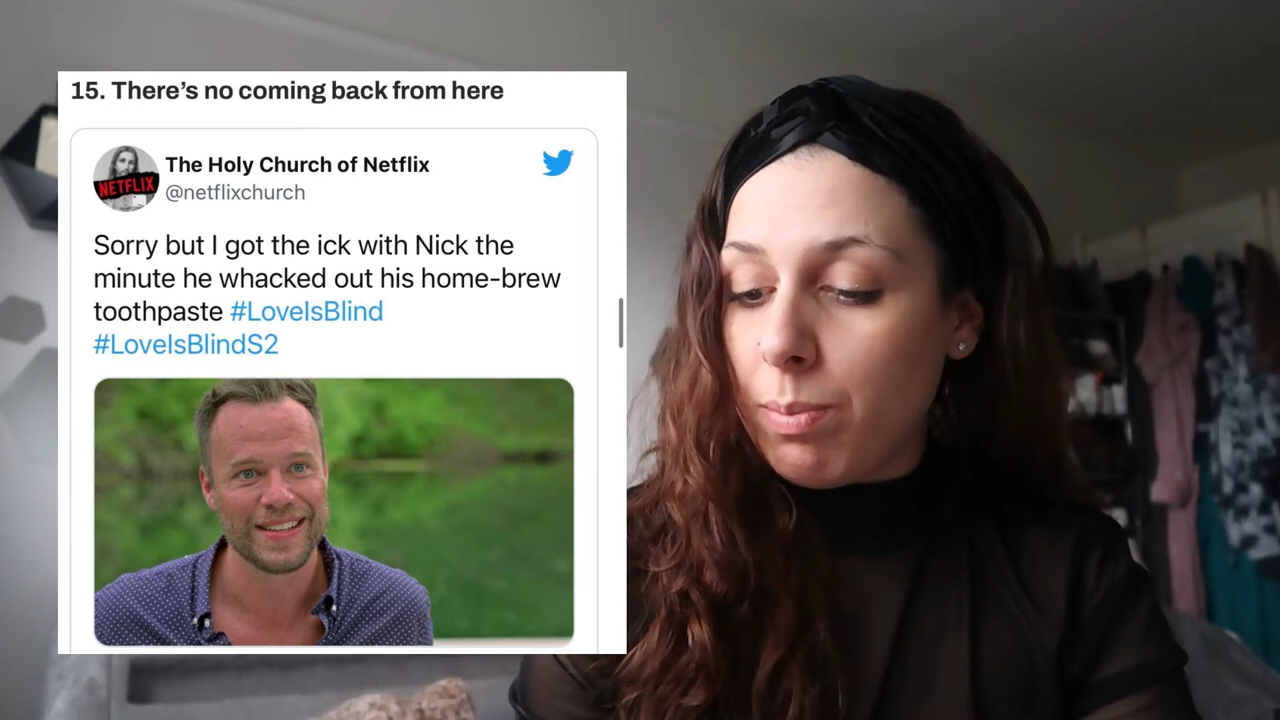 15. There’s no coming back from here
The Holy Church of Netflix
NETFLIX
@netflixchurch
Sorry but I got the ick with Nick the
minute he whacked out his home-brew
toothpaste #LoveIsBlind
#LoveIsBlindS2